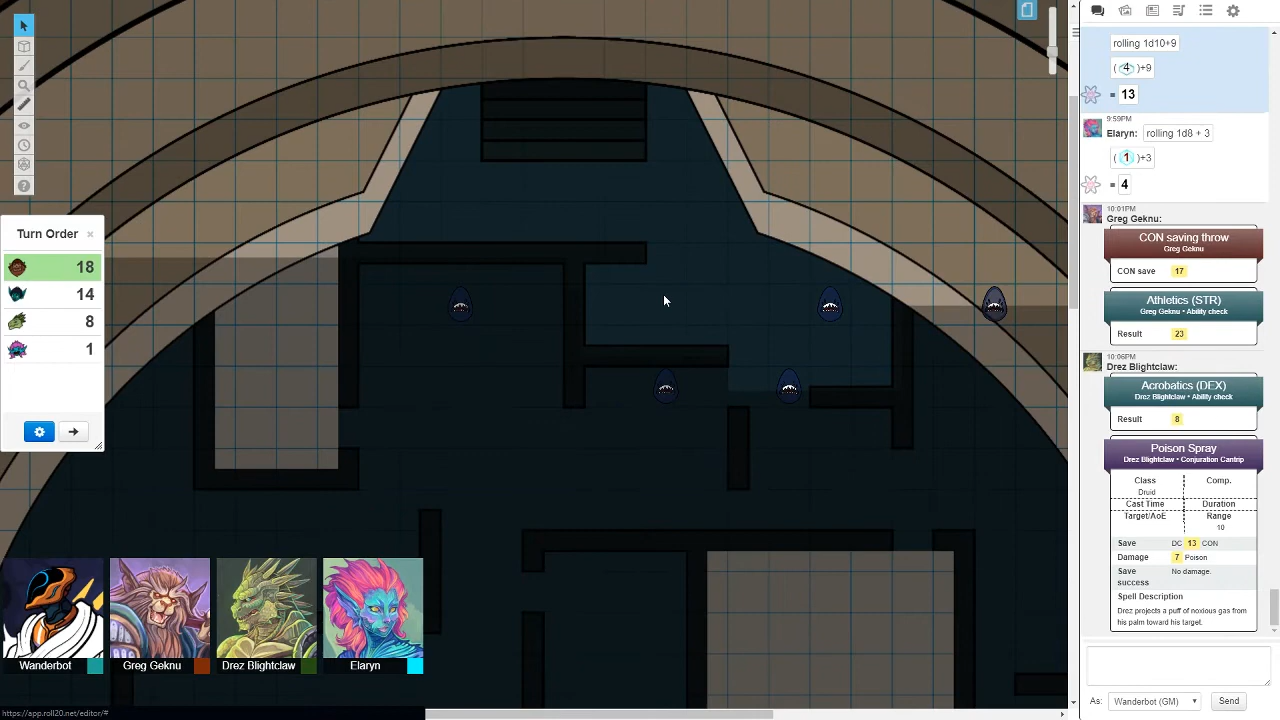 Turn Order ×
18
14
8
1
Wanderbot
Greg Geknu
Drez Blightclaw
Elaryn
https://app.roll20.net/editor/#
rolling 1d10+9
( 4 )+9
= 13
9:59PM
Elaryn: rolling 1d8 + 3
( 1 )+3
= 4
10:01PM
Greg Geknu:
CON saving throw
Greg Geknu
CON save 17
Athletics (STR)
Greg Geknu • Ability check
Result 23
10:06PM
Drez Blightclaw:
Acrobatics (DEX)
Drez Blightclaw • Ability check
Result 8
Poison Spray
Drez Blightclaw • Conjuration Cantrip
Class Comp.
Druid
Cast Time Duration
Target/AoE Range
10
Save DC 13 CON
Damage 7 Poison
Save success No damage.
Spell Description
Drez projects a puff of noxious gas from
his palm toward his target.
As: Wanderbot (GM) Send